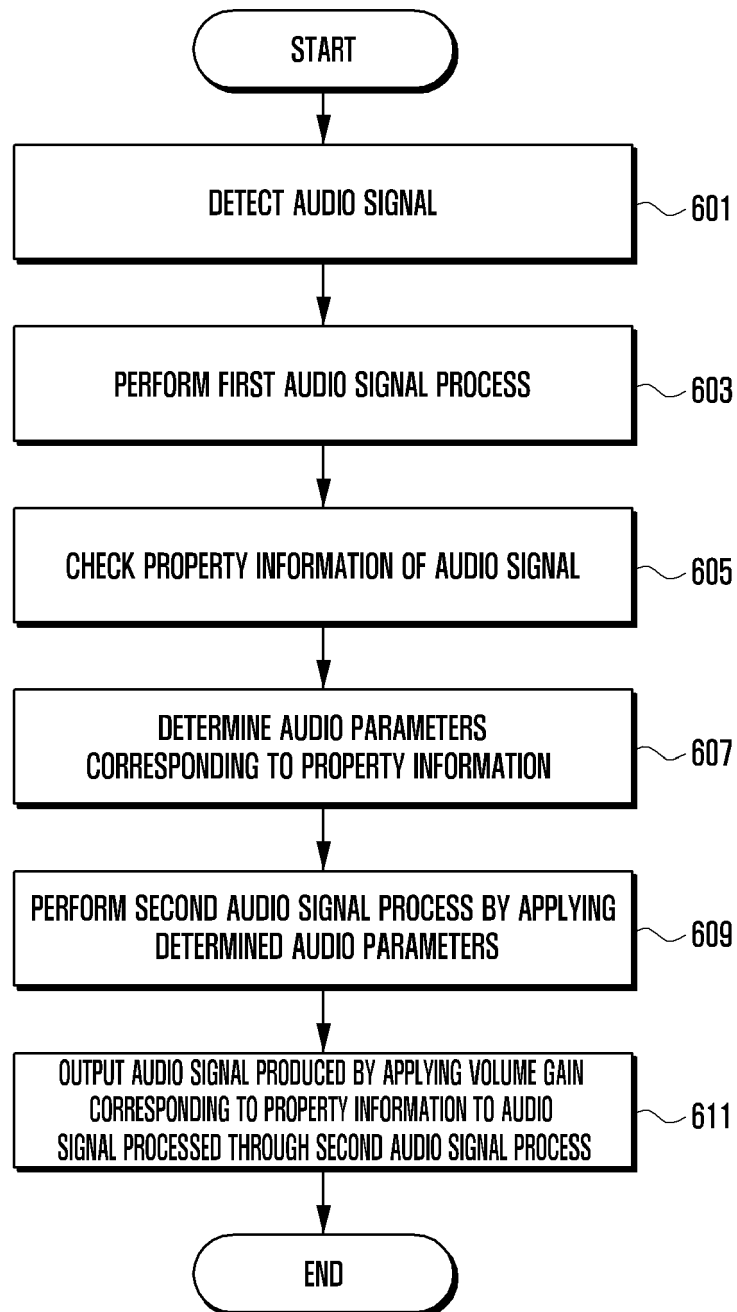 START
DETECT AUDIO SIGNAL
601
PERFORM FIRST AUDIO SIGNAL PROCESS
603
CHECK PROPERTY INFORMATION OF AUDIO SIGNAL
605
DETERMINE AUDIO PARAMETERS
CORRESPONDING TO PROPERTY INFORMATION
607
PERFORM SECOND AUDIO SIGNAL PROCESS BY APPLYING
DETERMINED AUDIO PARAMETERS
609
OUTPUT AUDIO SIGNAL PRODUCED BY APPLYING VOLUME GAIN
CORRESPONDING TO PROPERTY INFORMATION TO AUDIO
SIGNAL PROCESSED THROUGH SECOND AUDIO SIGNAL PROCESS
611
END